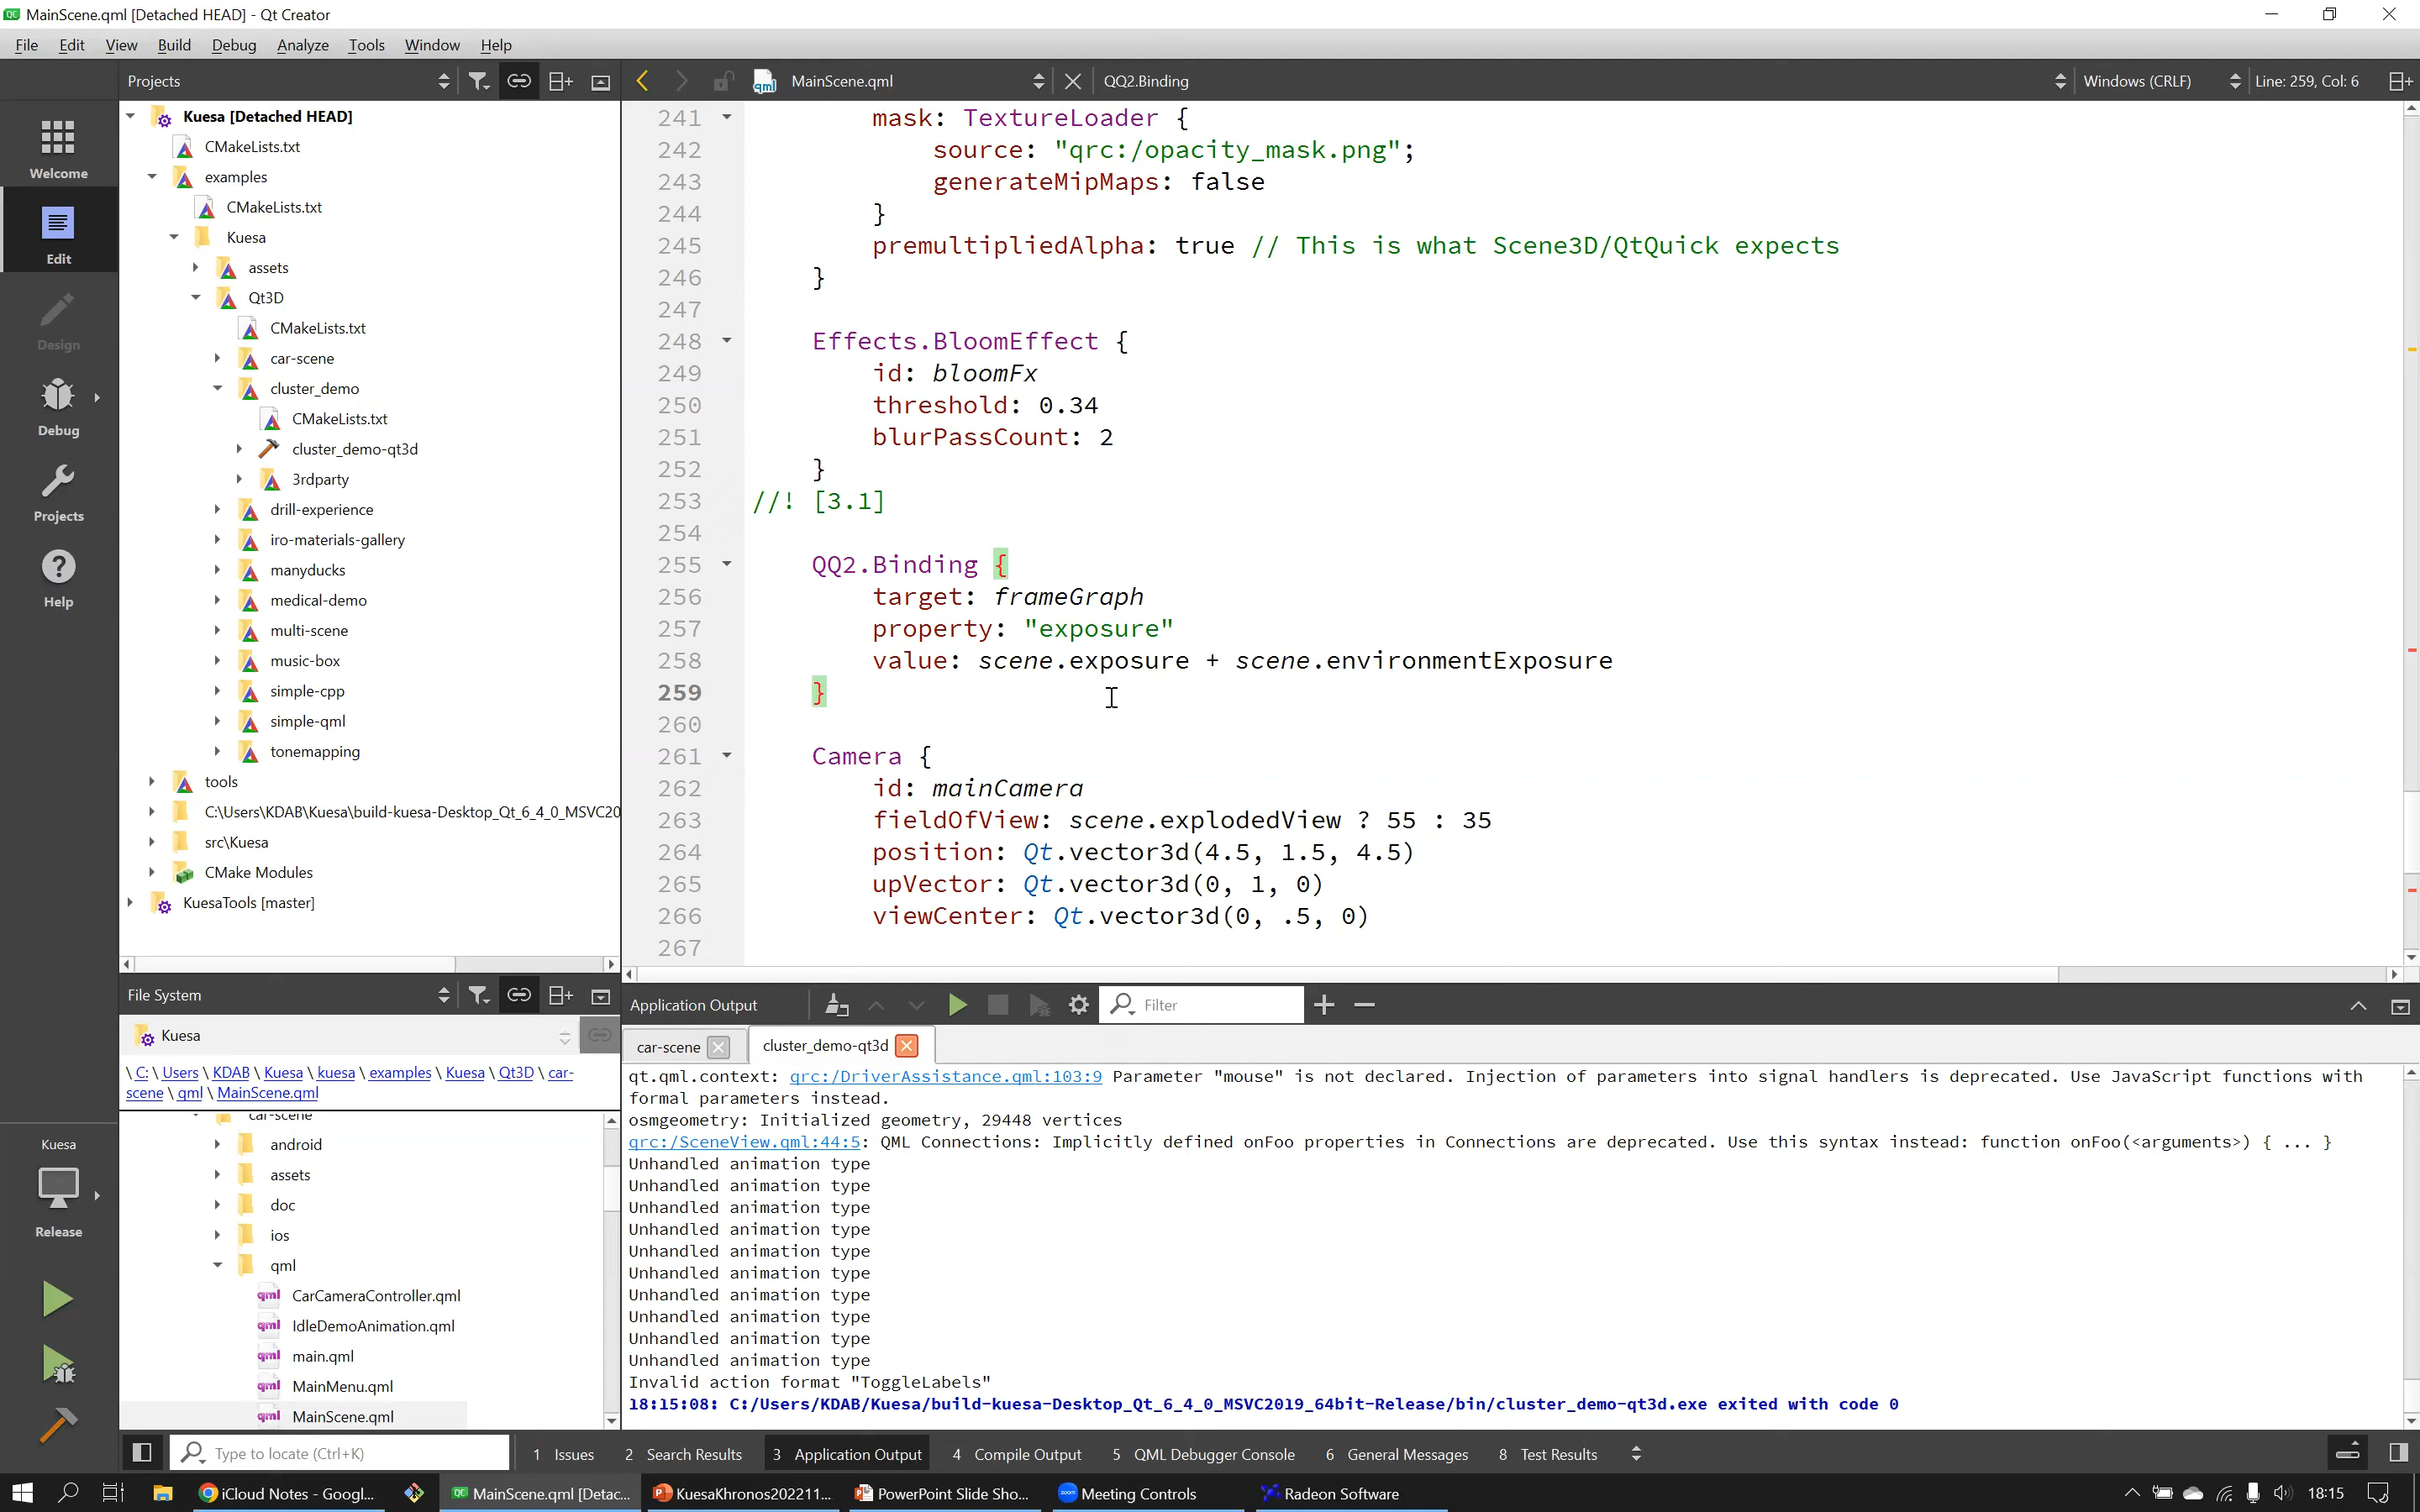 MainScene.qml [Detached HEAD] - Qt Creator
File Edit View Build Debug Analyze Tools Window Help
Projects
MainScene.qml
QQ2.Binding
Windows (CRLF)
Line: 259, Col: 6
Welcome
Edit
Design
Debug
Projects
Help
Kuesa [Detached HEAD]
CMakeLists.txt
examples
CMakeLists.txt
Kuesa
assets
Qt3D
CMakeLists.txt
car-scene
cluster_demo
CMakeLists.txt
cluster_demo-qt3d
3rdparty
drill-experience
iro-materials-gallery
manyducks
medical-demo
multi-scene
music-box
simple-cpp
simple-qml
tonemapping
tools
C:\Users\KDAB\Kuesa\build-kuesa-Desktop_Qt_6_4_0_MSVC20
src\Kuesa
CMake Modules
KuesaTools [master]
241 mask: TextureLoader {
242 source: "qrc:/opacity_mask.png";
243 generateMipMaps: false
244 }
245 premultipliedAlpha: true // This is what Scene3D/QtQuick expects
246 }
247
248 Effects.BloomEffect {
249 id: bloomFx
250 threshold: 0.34
251 blurPassCount: 2
252 }
253 //! [3.1]
254
255 QQ2.Binding {
256 target: frameGraph
257 property: "exposure"
258 value: scene.exposure + scene.environmentExposure
259 }
260
261 Camera {
262 id: mainCamera
263 fieldOfView: scene.explodedView ? 55 : 35
264 position: Qt.vector3d(4.5, 1.5, 4.5)
265 upVector: Qt.vector3d(0, 1, 0)
266 viewCenter: Qt.vector3d(0, .5, 0)
267
File System
Kuesa
\ C: \ Users \ KDAB \ Kuesa \ kuesa \ examples \ Kuesa \ Qt3D \ car-
scene \ qml \ MainScene.qml
car-scene
android
assets
doc
ios
qml
CarCameraController.qml
IdleDemoAnimation.qml
main.qml
MainMenu.qml
MainScene.qml
Kuesa
Release
Application Output
Filter
car-scene
cluster_demo-qt3d
qt.qml.context: qrc:/DriverAssistance.qml:103:9 Parameter "mouse" is not declared. Injection of parameters into signal handlers is deprecated. Use JavaScript functions with
formal parameters instead.
osmgeometry: Initialized geometry, 29448 vertices
qrc:/SceneView.qml:44:5: QML Connections: Implicitly defined onFoo properties in Connections are deprecated. Use this syntax instead: function onFoo(<arguments>) { ... }
Unhandled animation type
Unhandled animation type
Unhandled animation type
Unhandled animation type
Unhandled animation type
Unhandled animation type
Unhandled animation type
Unhandled animation type
Unhandled animation type
Unhandled animation type
Invalid action format "ToggleLabels"
18:15:08: C:/Users/KDAB/Kuesa/build-kuesa-Desktop_Qt_6_4_0_MSVC2019_64bit-Release/bin/cluster_demo-qt3d.exe exited with code 0
Type to locate (Ctrl+K)
1 Issues 2 Search Results 3 Application Output 4 Compile Output 5 QML Debugger Console 6 General Messages 8 Test Results
iCloud Notes - Googl...
MainScene.qml [Detac...
KuesaKhronos202211...
PowerPoint Slide Sho...
zoom
Meeting Controls
Radeon Software
18:15